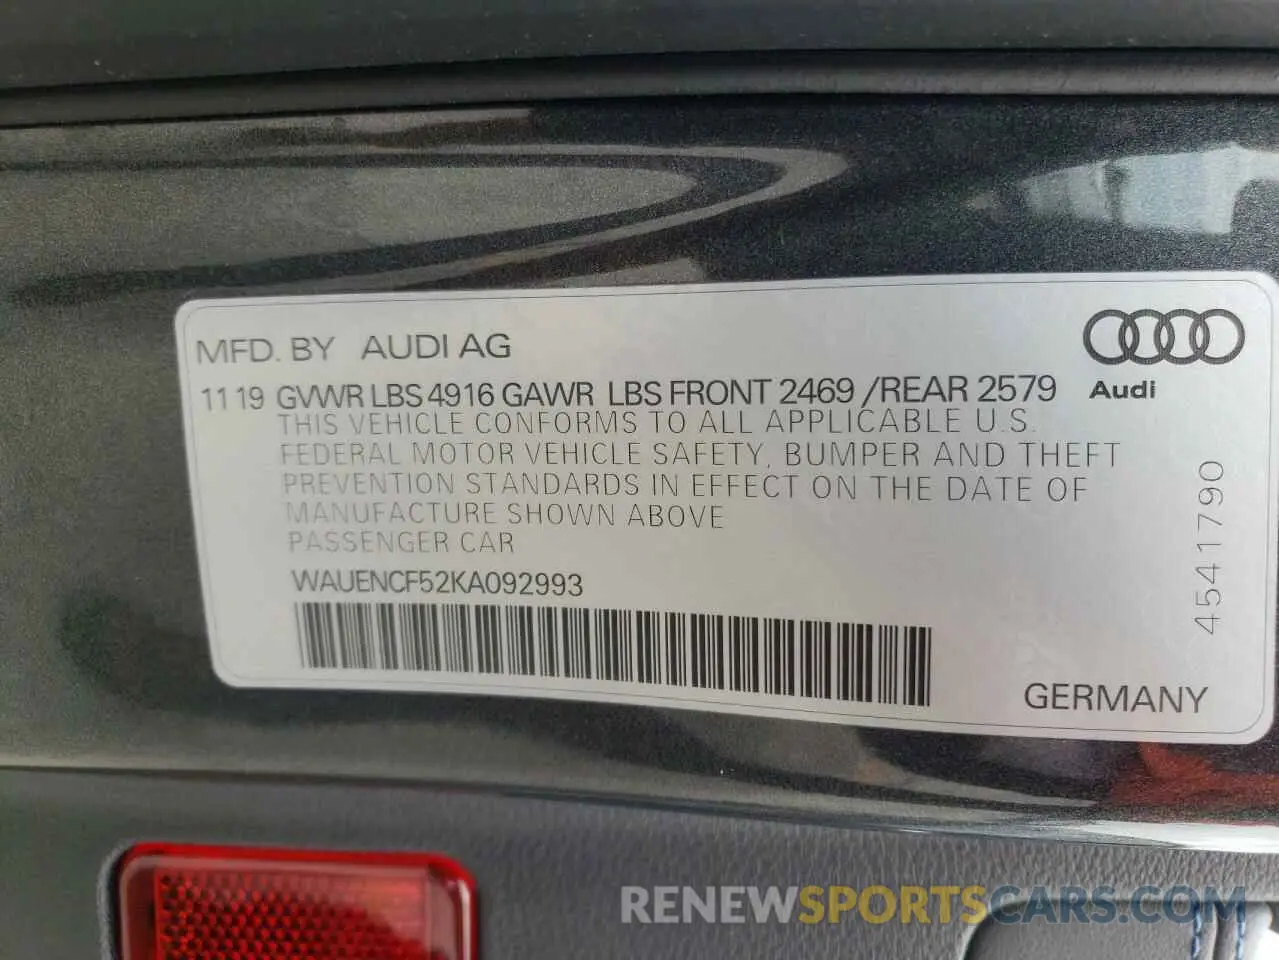 MFD. BY AUDI AG
Audi
11 19 GVWR LBS 4916 GAWR LBS FRONT 2469 /REAR 2579
THIS VEHICLE CONFORMS TO ALL APPLICABLE U.S.
FEDERAL MOTOR VEHICLE SAFETY, BUMPER AND THEFT
PREVENTION STANDARDS IN EFFECT ON THE DATE OF
MANUFACTURE SHOWN ABOVE
PASSENGER CAR
WAUENCF52KA092993
4541790
GERMANY
RENEWSPORTSCARS.COM